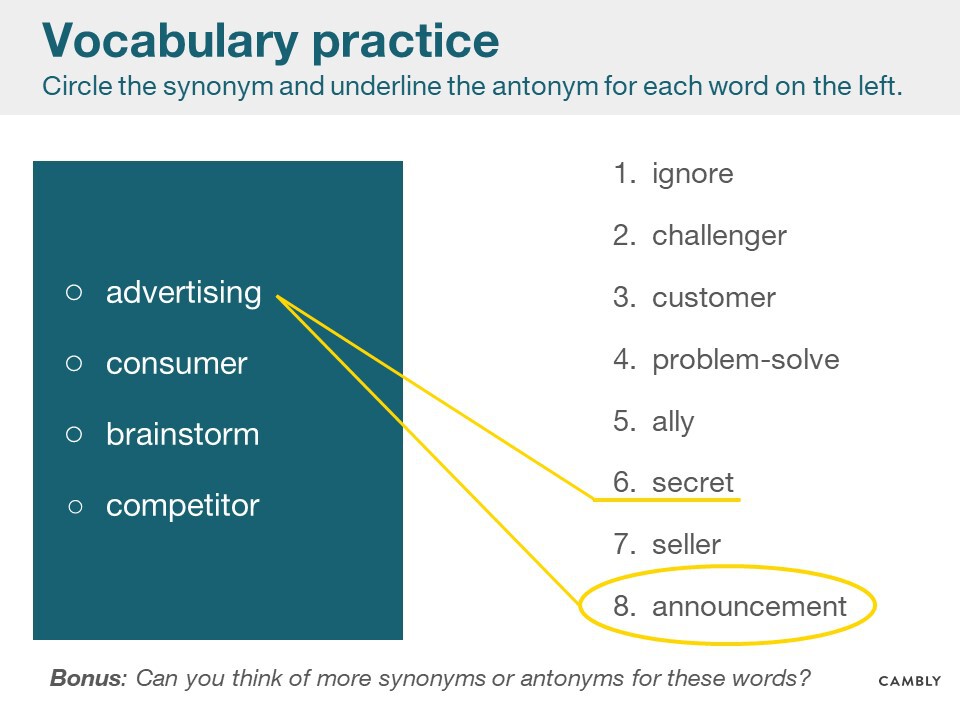 Vocabulary practice
Circle the synonym and underline the antonym for each word on the left.
advertising
consumer
brainstorm
competitor
1. ignore
2. challenger
3. customer
4. problem-solve
5. ally
6. secret
7. seller
8. announcement
Bonus: Can you think of more synonyms or antonyms for these words?
CAMBLY